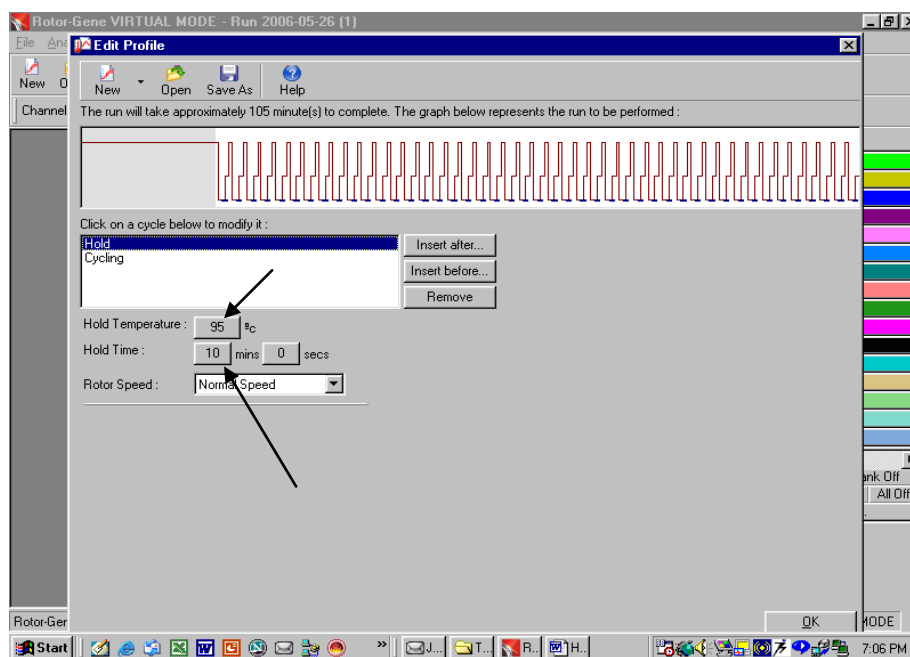 Rotor-Gene VIRTUAL MODE - Run 2006-05-26 (1)
File Ana
Edit Profile
New O
New Open Save As Help
Channel
The run will take approximately 105 minute(s) to complete. The graph below represents the run to be performed :
Click on a cycle below to modify it :
Hold
Cycling
Insert after...
Insert before...
Remove
Hold Temperature : 95 ºc
Hold Time : 10 mins 0 secs
Rotor Speed : Normal Speed
ank Off
All Off
Rotor-Ger
OK
MODE
Start
» J... T... R.. H..
7:06 PM